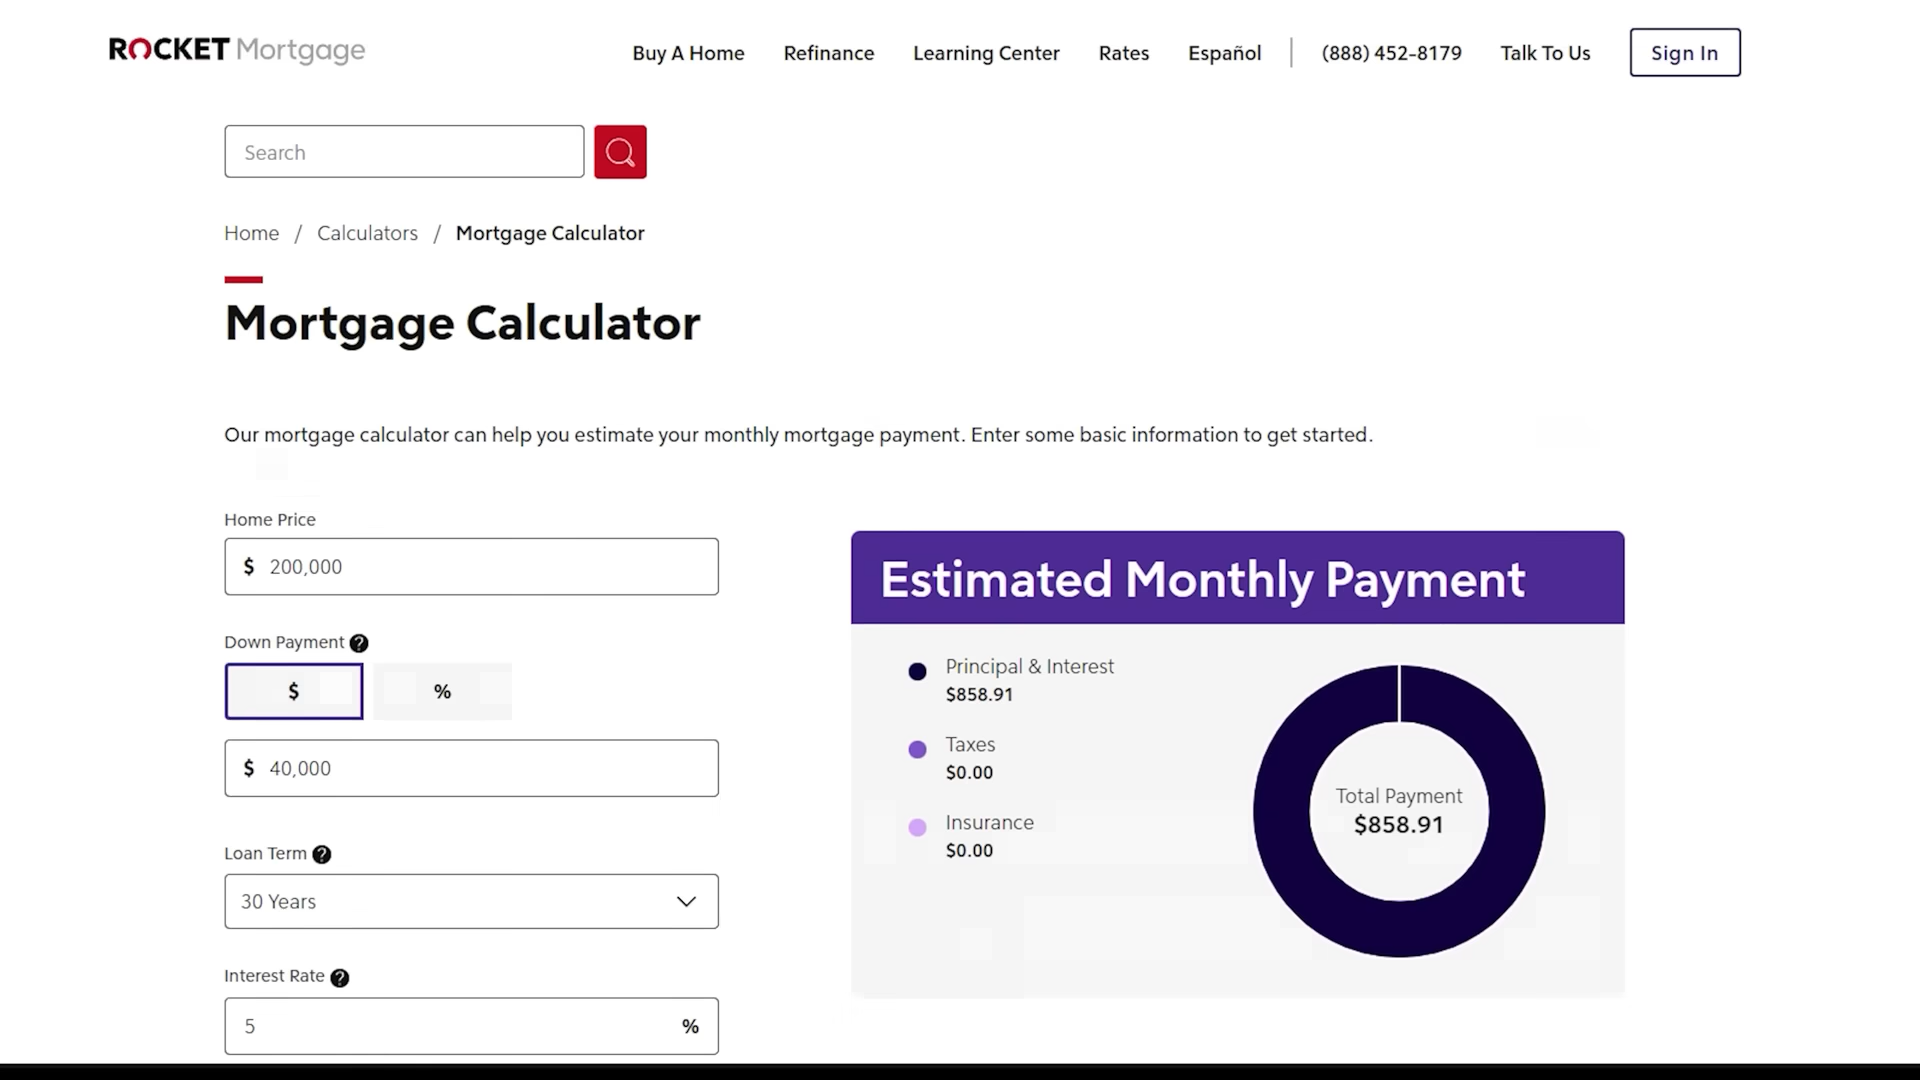 ROCKET Mortgage
Buy A Home Refinance Learning Center Rates Español (888) 452-8179 Talk To Us Sign In
Search
Home / Calculators / Mortgage Calculator
Mortgage Calculator
Our mortgage calculator can help you estimate your monthly mortgage payment. Enter some basic information to get started.
Home Price
$ 200,000
Down Payment ?
$ %
$ 40,000
Loan Term ?
30 Years
Interest Rate ?
5 %
Estimated Monthly Payment
Principal & Interest
$858.91
Taxes
$0.00
Insurance
$0.00
Total Payment
$858.91